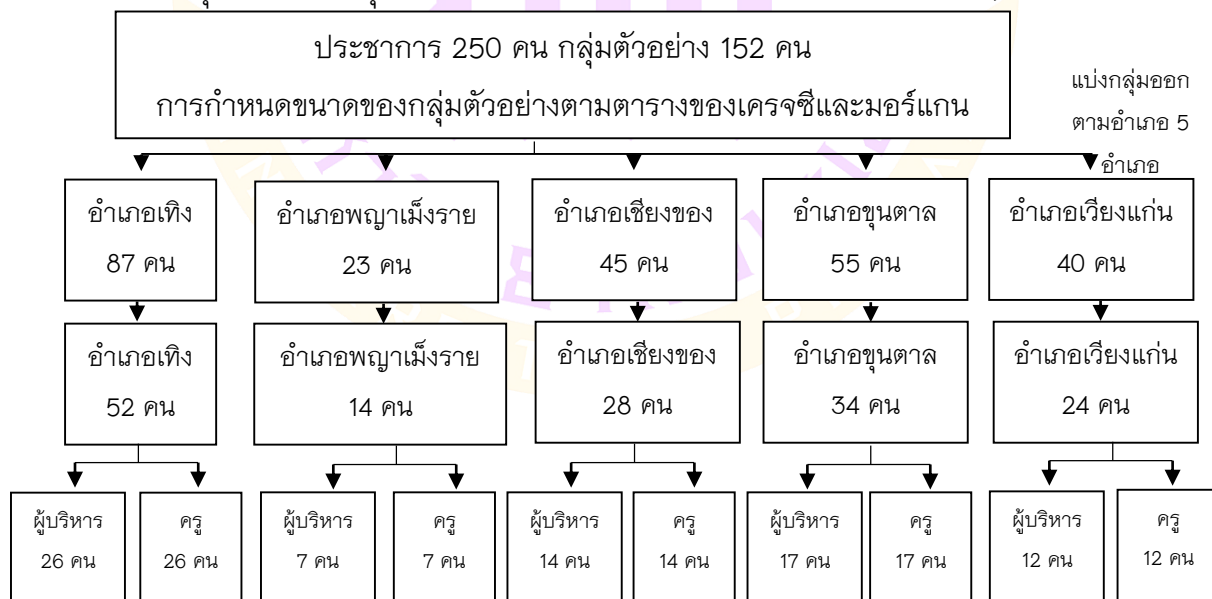 ประชาการ 250 คน กลุ่มตัวอย่าง 152 คน
การกำหนดขนาดของกลุ่มตัวอย่างตามตารางของเครจซีและมอร์แกน
แบ่งกลุ่มออก
ตามอำเภอ 5
อำเภอ
อำเภอเทิง
87 คน
อำเภอพญาเม็งราย
23 คน
อำเภอเชียงของ
45 คน
อำเภอขุนตาล
55 คน
อำเภอเวียงแก่น
40 คน
อำเภอเทิง
52 คน
อำเภอพญาเม็งราย
14 คน
อำเภอเชียงของ
28 คน
อำเภอขุนตาล
34 คน
อำเภอเวียงแก่น
24 คน
ผู้บริหาร
26 คน
ครู
26 คน
ผู้บริหาร
7 คน
ครู
7 คน
ผู้บริหาร
14 คน
ครู
14 คน
ผู้บริหาร
17 คน
ครู
17 คน
ผู้บริหาร
12 คน
ครู
12 คน